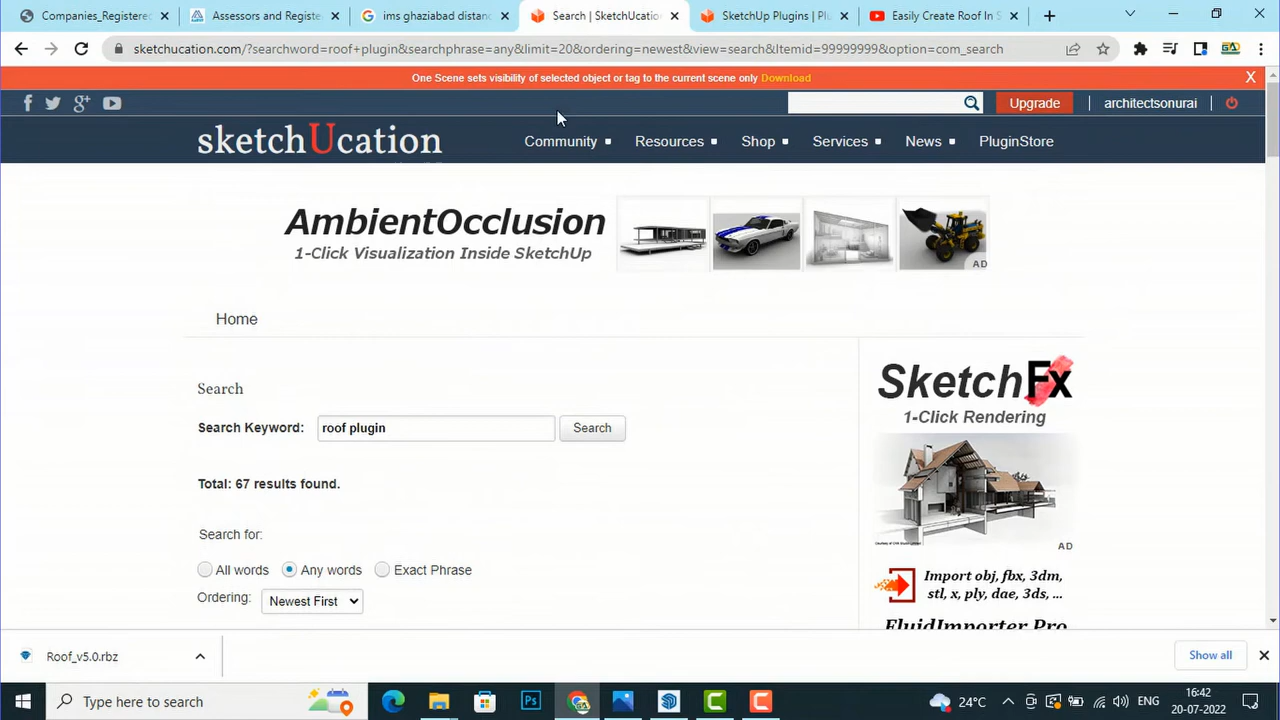 Companies_Registerec
Assessors and Registe
ims ghaziabad distanc
Search | SketchUcatio
SketchUp Plugins | Plu
Easily Create Roof In S
sketchucation.com/?searchword=roof+plugin&searchphrase=any&limit=20&ordering=newest&view=search&Itemid=99999999&option=com_search
One Scene sets visibility of selected object or tag to the current scene only Download
X
Upgrade
architectsonurai
sketchUcation
Community
Resources
Shop
Services
News
PluginStore
AmbientOcclusion
1-Click Visualization Inside SketchUp
AD
Home
Search
Search Keyword:
roof plugin
Search
Total: 67 results found.
Search for:
All words
Any words
Exact Phrase
Ordering:
Newest First
SketchFx
1-Click Rendering
AD
Import obj, fbx, 3dm,
stl, x, ply, dae, 3ds, ...
FluidImporter Pro
Roof_v5.0.rbz
Show all
Type here to search
24°C
ENG
16:42
20-07-2022